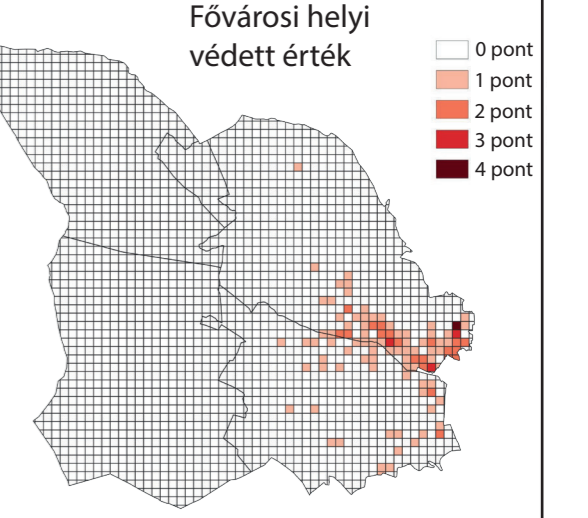 Fővárosi helyi
védett érték
0 pont
1 pont
2 pont
3 pont
4 pont